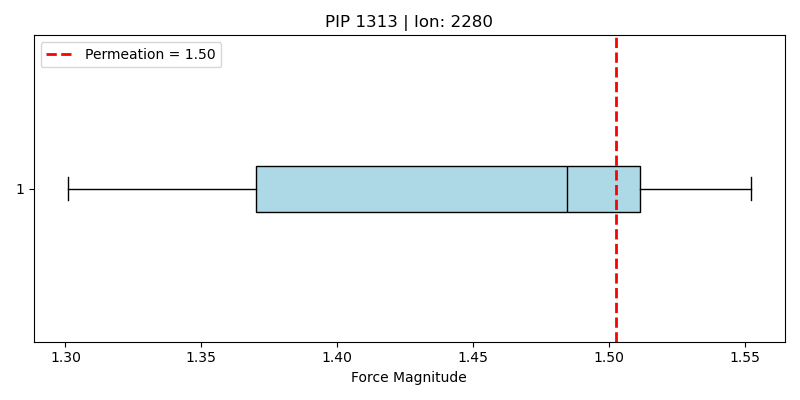 PIP 1313 | Ion: 2280
Permeation = 1.50
1
1.30 1.35 1.40 1.45 1.50 1.55
Force Magnitude